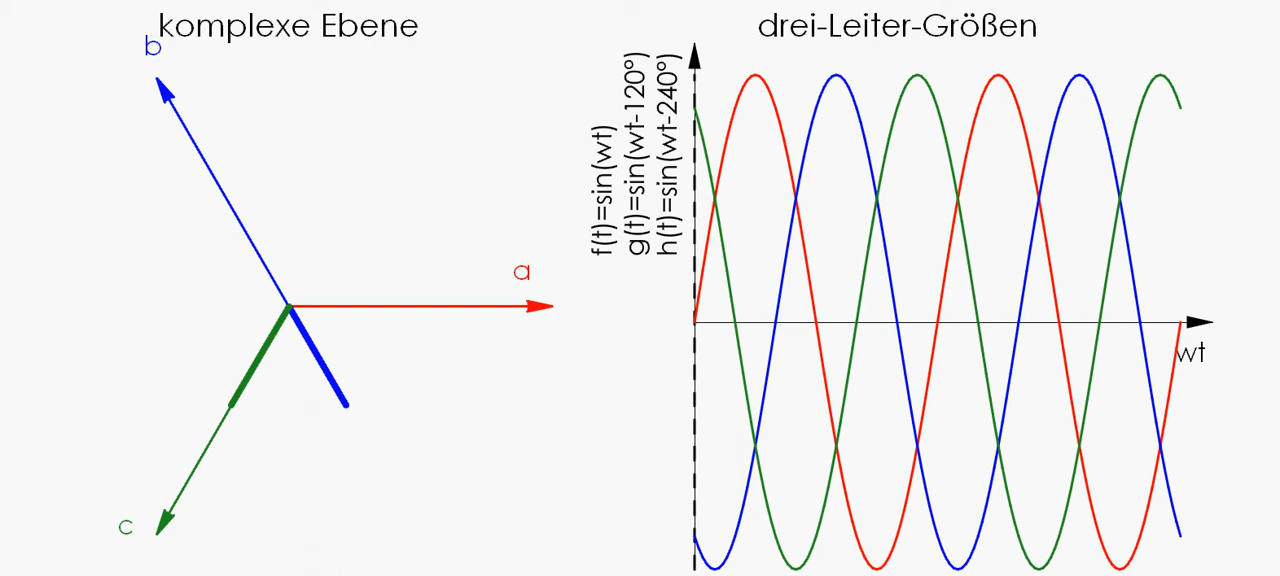 komplexe Ebene
b
a
c
drei-Leiter-Größen
f(t)=sin(wt)
g(t)=sin(wt-120°)
h(t)=sin(wt-240°)
wt